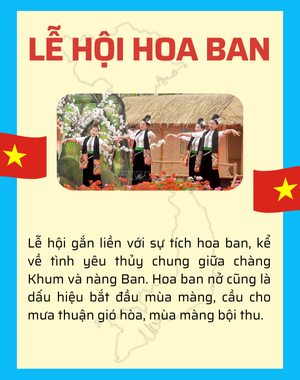 LỄ HỘI HOA BAN
Lễ hội gắn liền với sự tích hoa ban, kể
về tình yêu thủy chung giữa chàng
Khum và nàng Ban. Hoa ban nở cũng là
dấu hiệu bắt đầu mùa màng, cầu cho
mưa thuận gió hòa, mùa màng bội thu.